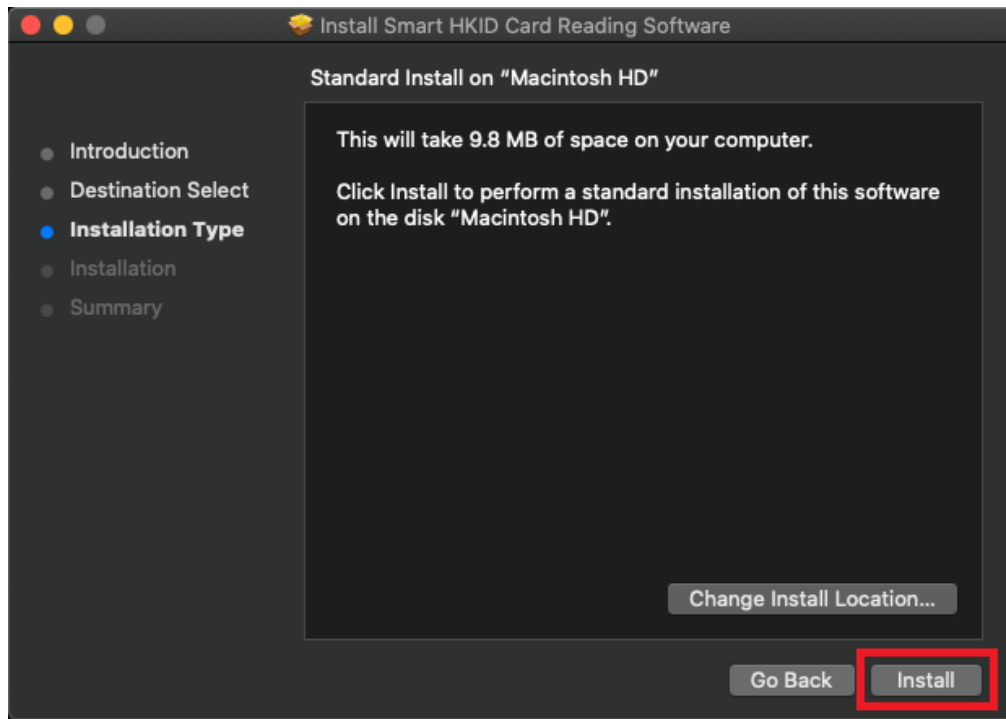 Install Smart HKID Card Reading Software
Standard Install on “Macintosh HD”
Introduction
Destination Select
Installation Type
Installation
Summary
This will take 9.8 MB of space on your computer.
Click Install to perform a standard installation of this software
on the disk “Macintosh HD”.
Change Install Location...
Go Back
Install